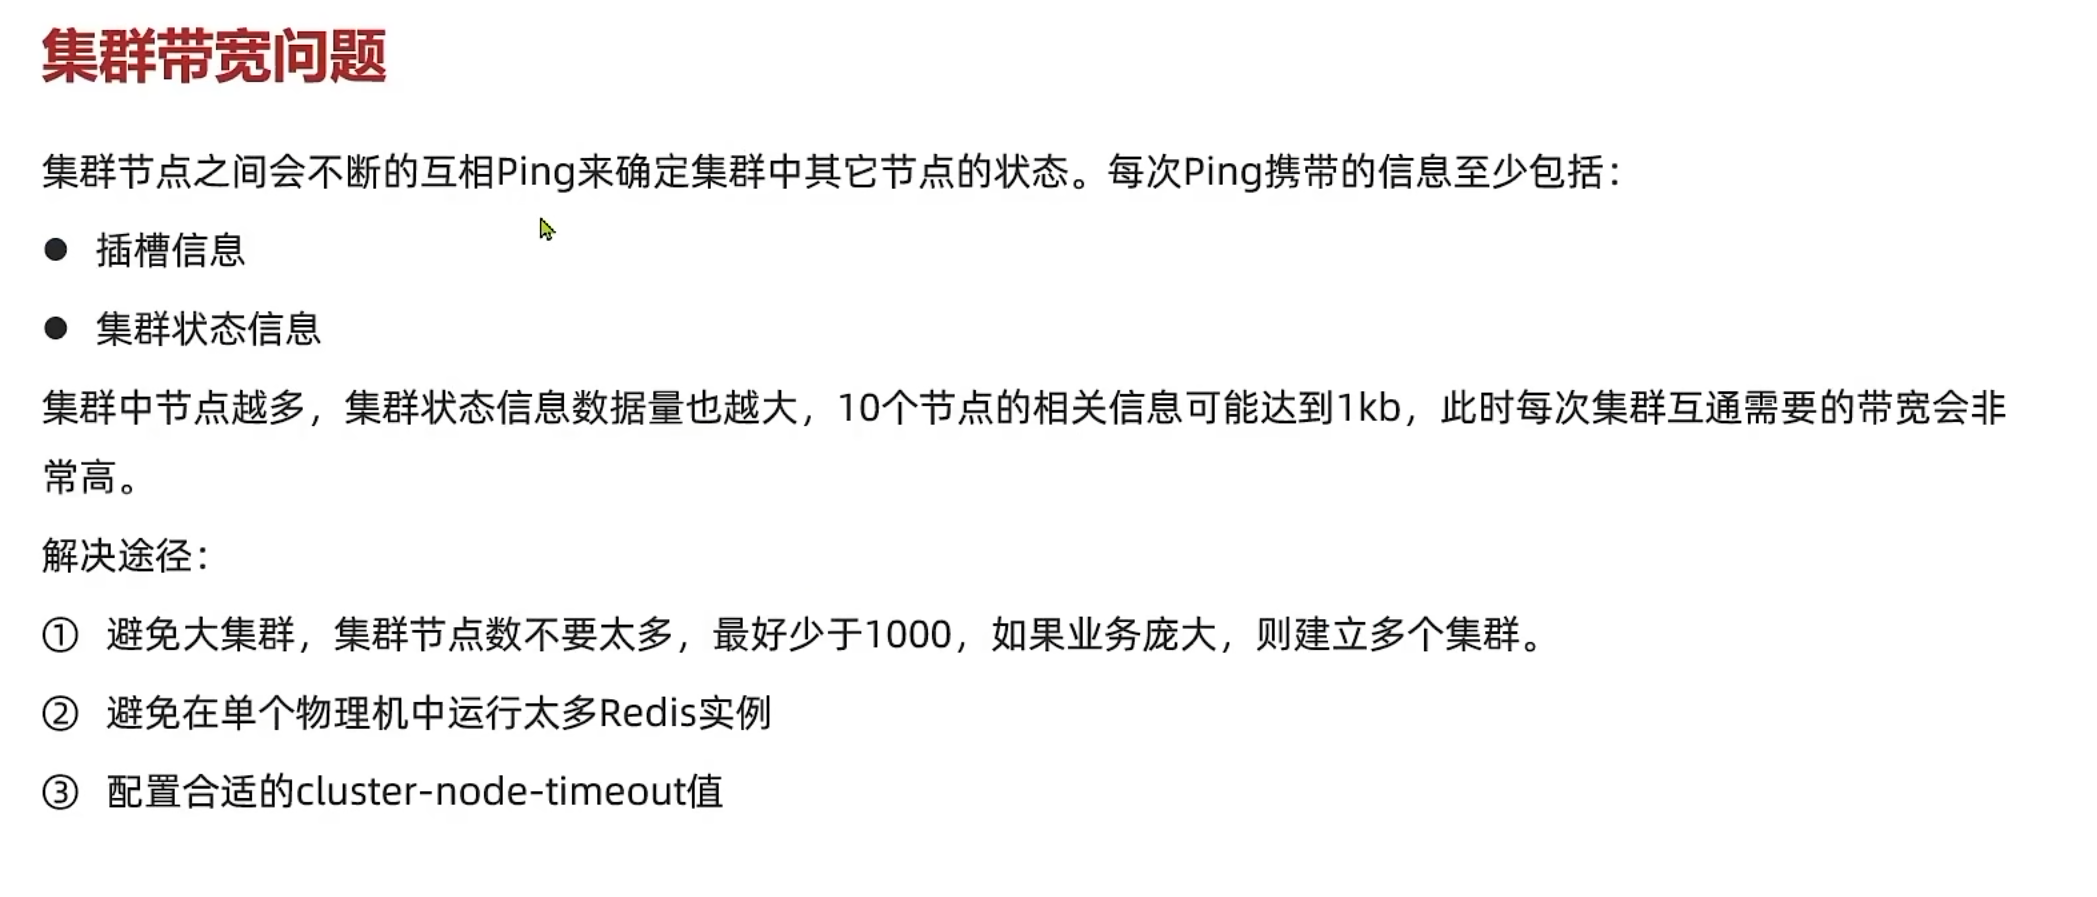 集群带宽问题
集群节点之间会不断的互相Ping来确定集群中其它节点的状态。每次Ping携带的信息至少包括：
● 插槽信息
● 集群状态信息
集群中节点越多，集群状态信息数据量也越大，10个节点的相关信息可能达到1kb，此时每次集群互通需要的带宽会非
常高。
解决途径：
① 避免大集群，集群节点数不要太多，最好少于1000，如果业务庞大，则建立多个集群。
② 避免在单个物理机中运行太多Redis实例
③ 配置合适的cluster-node-timeout值